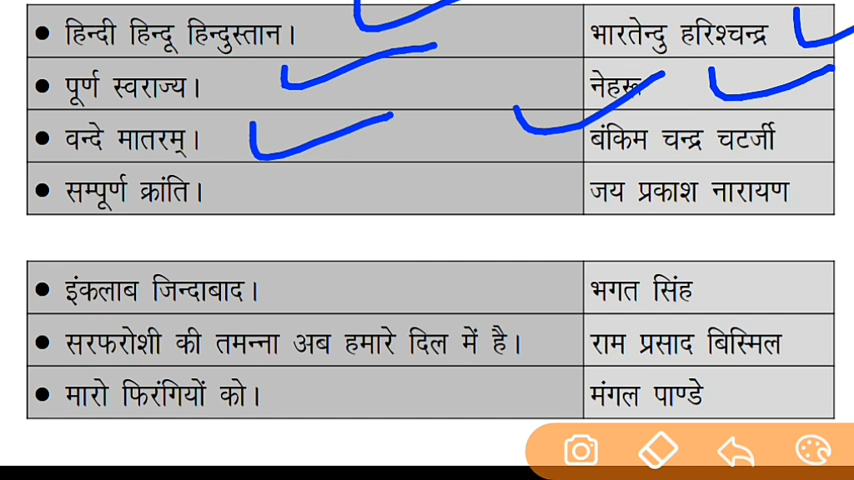 • हिन्दी हिन्दू हिन्दुस्तान। भारतेन्दु हरिश्चन्द्र
• पूर्ण स्वराज्य। नेहरू
• वन्दे मातरम्। बंकिम चन्द्र चटर्जी
• सम्पूर्ण क्रांति। जय प्रकाश नारायण
• इंकलाब जिन्दाबाद। भगत सिंह
• सरफरोशी की तमन्ना अब हमारे दिल में है। राम प्रसाद बिस्मिल
• मारो फिरंगियों को। मंगल पाण्डे